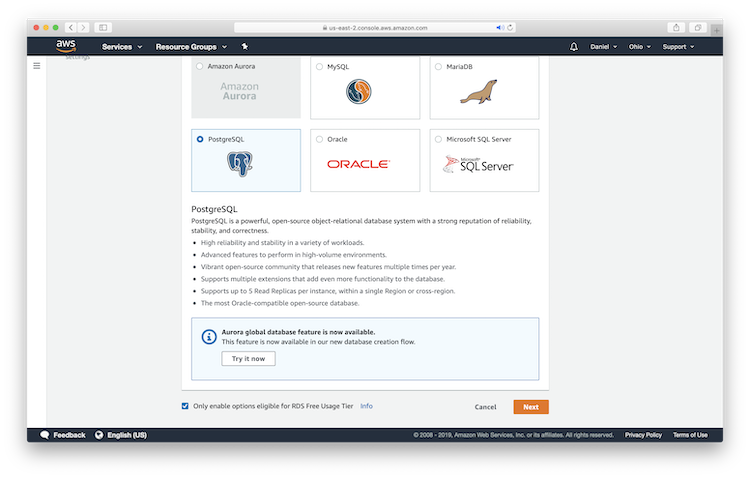 us-east-2.console.aws.amazon.com
aws Services Resource Groups Daniel Ohio Support
settings
Amazon Aurora MySQL MariaDB
Amazon
Aurora
PostgreSQL Oracle Microsoft SQL Server
ORACLE Microsoft SQL Server
PostgreSQL
PostgreSQL is a powerful, open-source object-relational database system with a strong reputation of reliability,
stability, and correctness.
• High reliability and stability in a variety of workloads.
• Advanced features to perform in high-volume environments.
• Vibrant open-source community that releases new features multiple times per year.
• Supports multiple extensions that add even more functionality to the database.
• Supports up to 5 Read Replicas per instance, within a single Region or cross-region.
• The most Oracle-compatible open-source database.
Aurora global database feature is now available.
This feature is now available in our new database creation flow.
Try it now
Only enable options eligible for RDS Free Usage Tier Info Cancel Next
Feedback English (US) © 2008 - 2019, Amazon Web Services, Inc. or its affiliates. All rights reserved. Privacy Policy Terms of Use